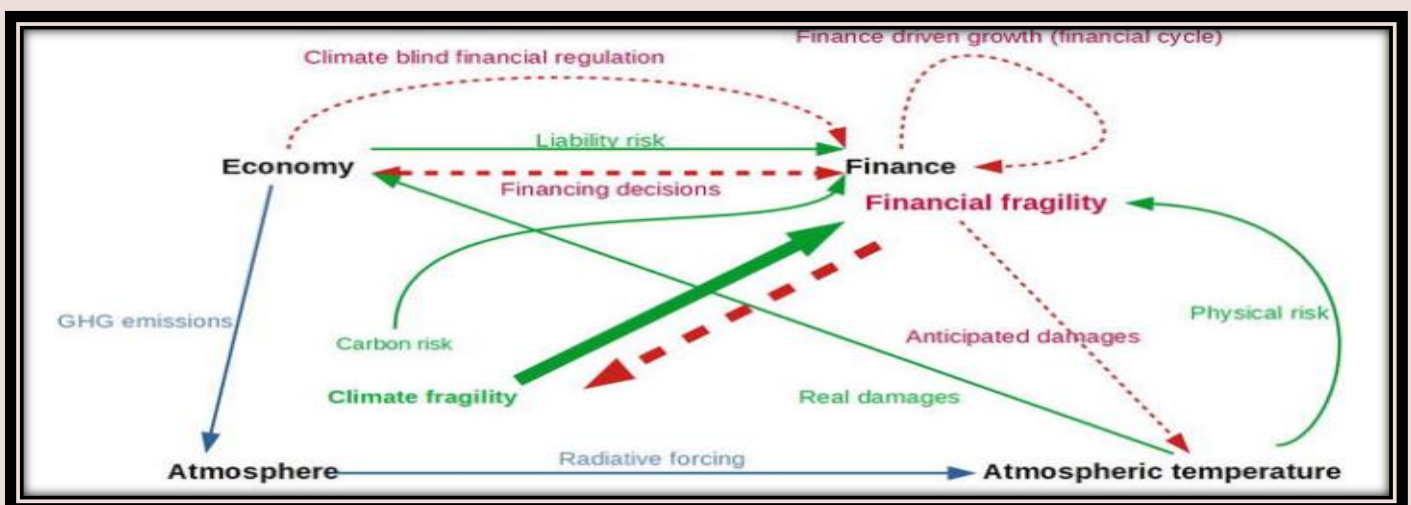 Finance driven growth (financial cycle)
Climate blind financial regulation
Liability risk
Economy
Finance
Financing decisions
Financial fragility
GHG emissions
Carbon risk
Anticipated damages
Physical risk
Climate fragility
Real damages
Radiative forcing
Atmosphere
Atmospheric temperature